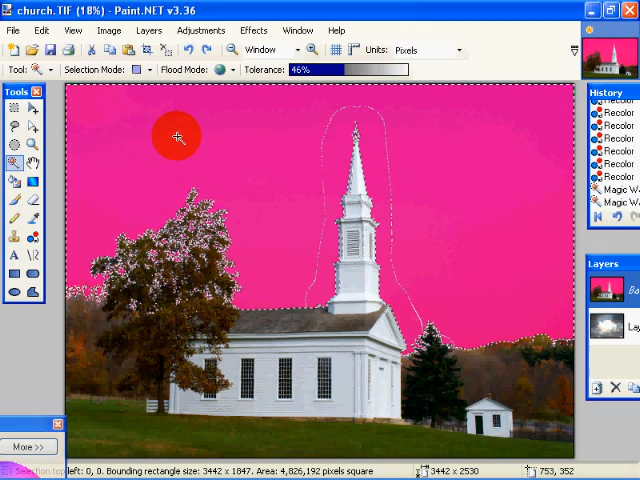 church.TIF (18%) - Paint.NET v3.36
File Edit View Image Layers Adjustments Effects Window Help
Window Units: Pixels
Tool: Selection Mode: Flood Mode: Tolerance: 46%
Tools
History
Recolor
Recolor
Recolor
Recolor
Recolor
Recolor
Magic W
Magic W
Layers
Ba
Lay
More >>
Selection top left: 0, 0. Bounding rectangle size: 3442 x 1847. Area: 4,826,192 pixels square 3442 x 2530 753, 352